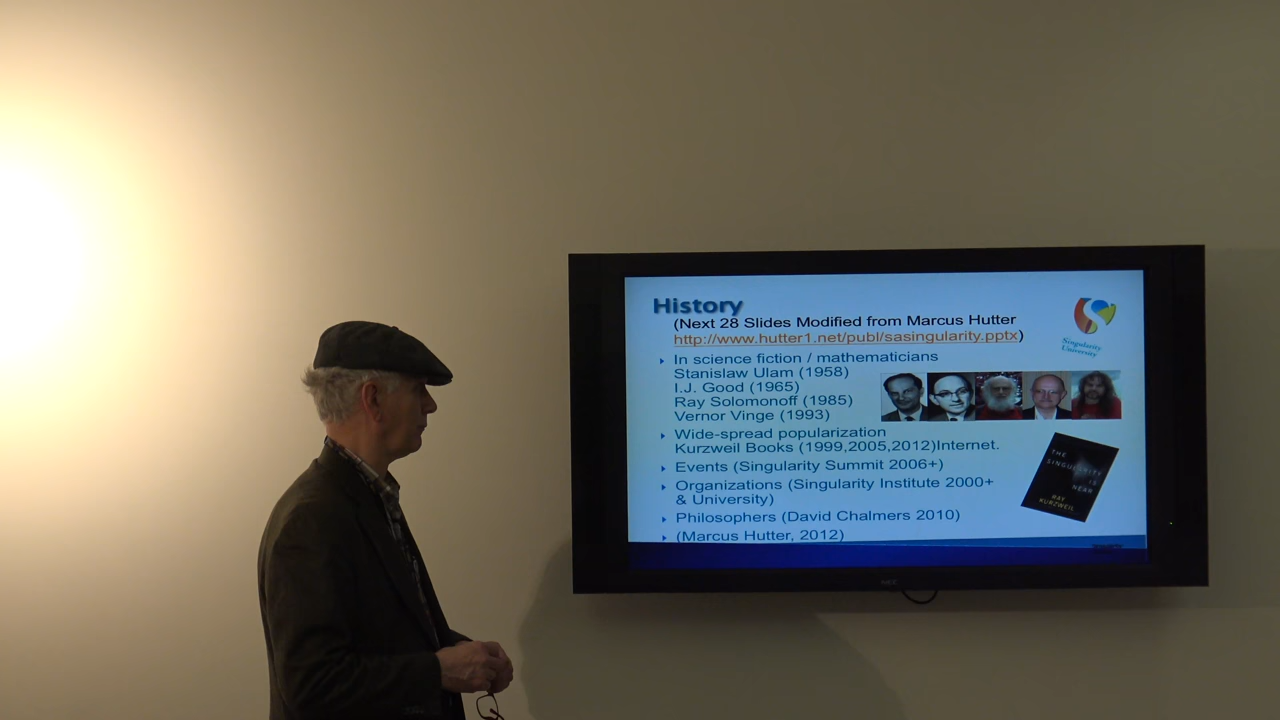 History
(Next 28 Slides Modified from Marcus Hutter
http://www.hutter1.net/publ/sasingularity.pptx)
In science fiction / mathematicians
Stanislaw Ulam (1958)
I.J. Good (1965)
Ray Solomonoff (1985)
Vernor Vinge (1993)
Wide-spread popularization
Kurzweil Books (1999,2005,2012)Internet.
Events (Singularity Summit 2006+)
Organizations (Singularity Institute 2000+
& University)
Philosophers (David Chalmers 2010)
(Marcus Hutter, 2012)
Singularity
University
THE
SINGULARITY
IS
NEAR
RAY
KURZWEIL
NEC